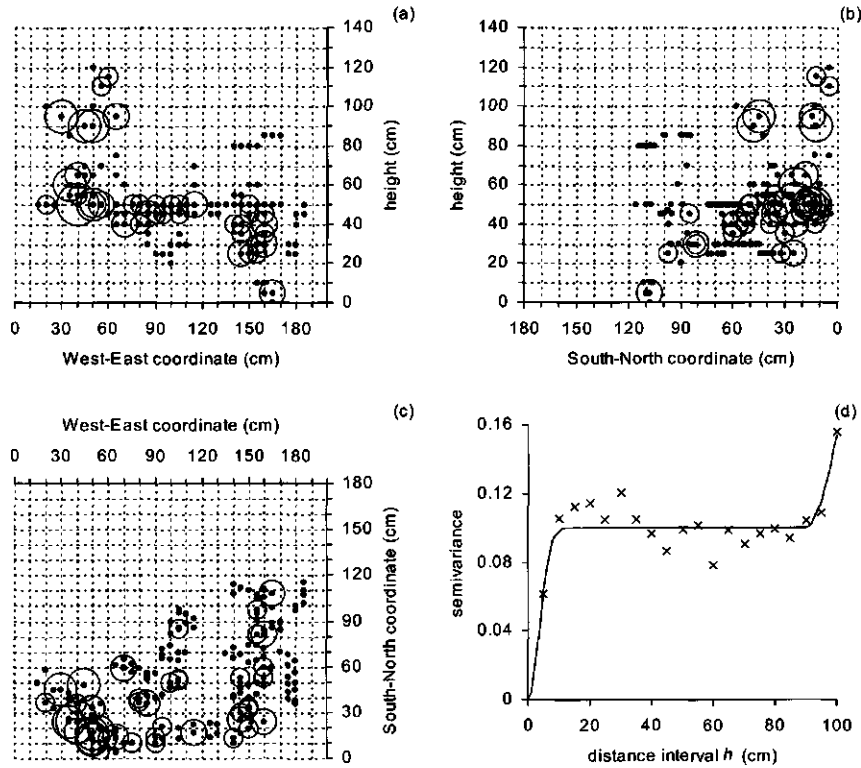 (a)
140
120
100
80
60
40
20
0
height (cm)
0 30 60 90 120 150 180
West-East coordinate (cm)
(b)
140
120
100
80
60
40
20
0
height (cm)
180 150 120 90 60 30 0
South-North coordinate (cm)
(c)
West-East coordinate (cm)
0 30 60 90 120 150 180
180
150
120
90
60
30
0
South-North coordinate (cm)
(d)
0.16
0.12
0.08
0.04
0
semivariance
0 20 40 60 80 100
distance interval h (cm)